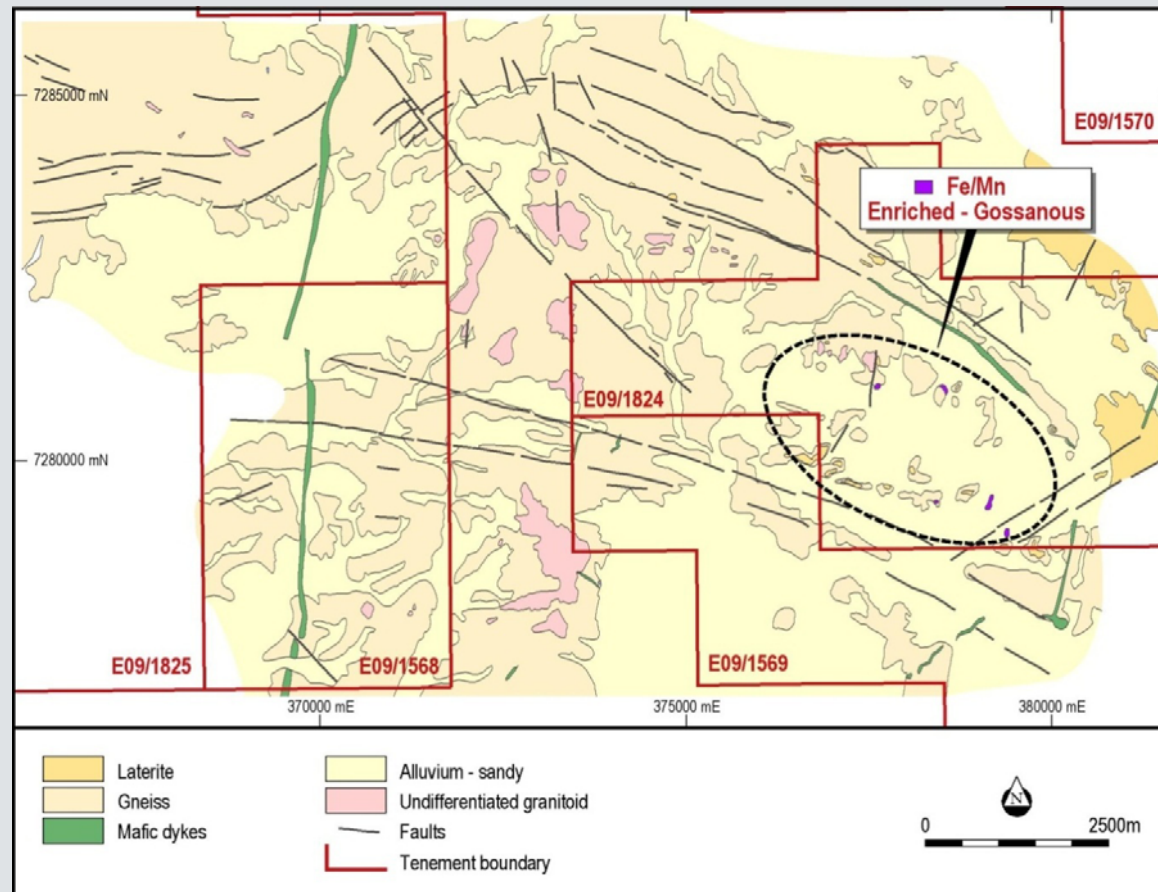 7285000 mN
E09/1570
Fe/Mn
Enriched - Gossanous
E09/1824
7280000 mN
E09/1825
E09/1568
E09/1569
370000 mE
375000 mE
380000 mE
Laterite
Gneiss
Mafic dykes
Alluvium - sandy
Undifferentiated granitoid
Faults
Tenement boundary
N
0
2500m